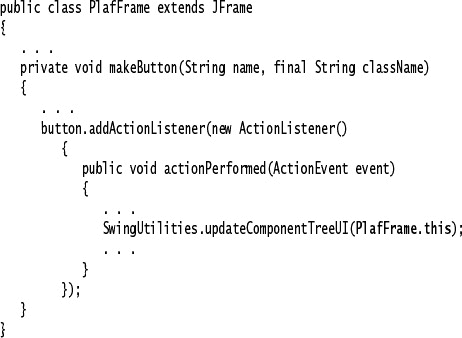 public class PlafFrame extends JFrame
{
   . . .
   private void makeButton(String name, final String className)
   {
      . . .
      button.addActionListener(new ActionListener()
         {
            public void actionPerformed(ActionEvent event)
            {
               . . .
               SwingUtilities.updateComponentTreeUI(PlafFrame.this);
               . . .
            }
         });
   }
}